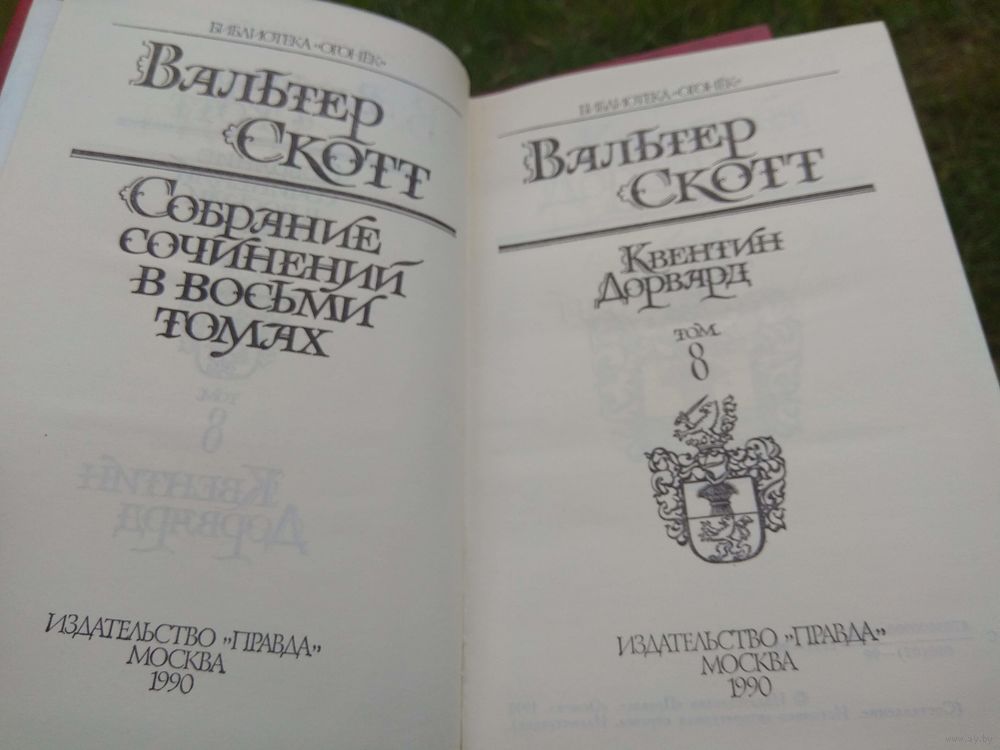 БИБЛИОТЕКА «ОГОНЁК»
ВАЛЬТЕР
СКОТТ
СОБРАНИЕ
СОЧИНЕНИЙ
В ВОСЬМИ
ТОМАХ
ИЗДАТЕЛЬСТВО „ПРАВДА“
МОСКВА
1990
БИБЛИОТЕКА «ОГОНЁК»
ВАЛЬТЕР
СКОТТ
КВЕНТИН
ДОРВАРД
ТОМ
8
ИЗДАТЕЛЬСТВО „ПРАВДА“
МОСКВА
1990